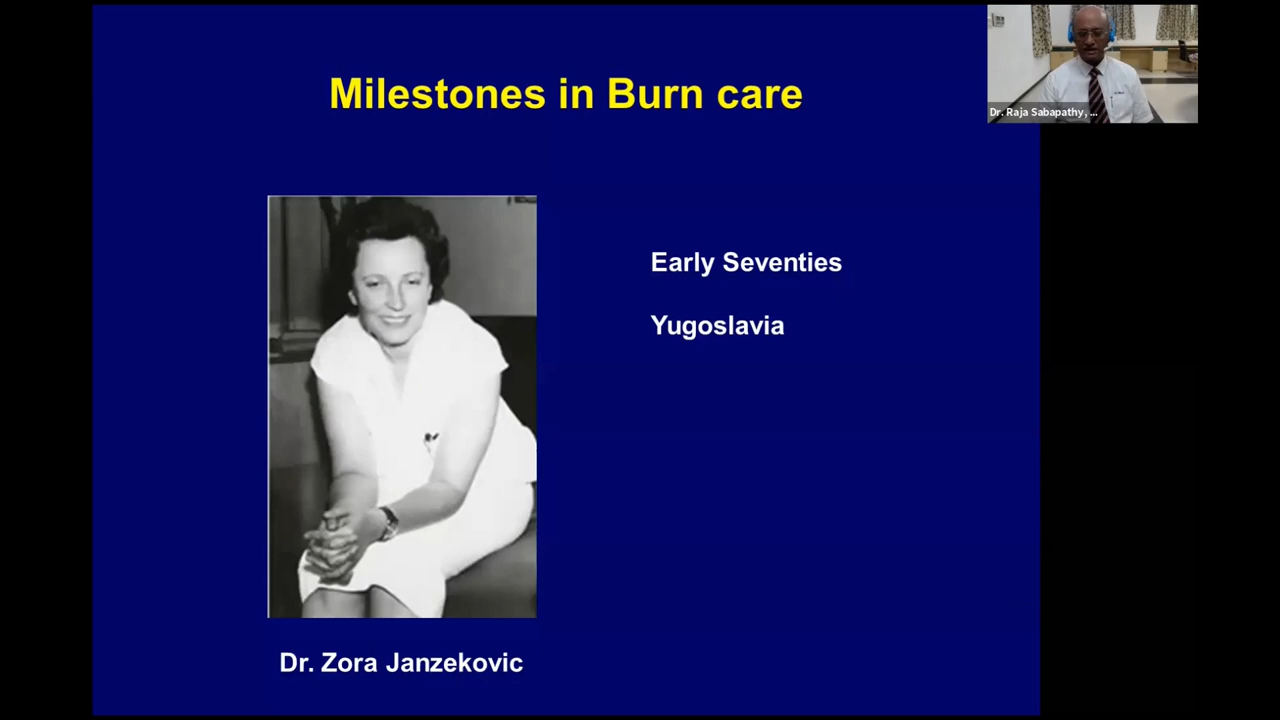 Milestones in Burn care
Dr. Raja Sabapathy, ...
Early Seventies
Yugoslavia
Dr. Zora Janzekovic